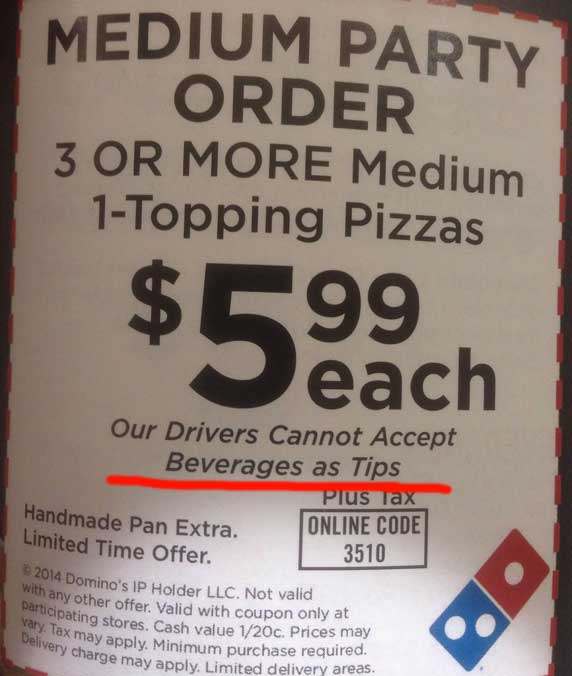 MEDIUM PARTY
ORDER
3 OR MORE Medium
1-Topping Pizzas
$5 99
each
Our Drivers Cannot Accept
Beverages as Tips
Plus Tax
Handmade Pan Extra.
Limited Time Offer.
ONLINE CODE
3510
© 2014 Domino's IP Holder LLC. Not valid
with any other offer. Valid with coupon only at
participating stores. Cash value 1/20c. Prices may
vary. Tax may apply. Minimum purchase required.
Delivery charge may apply. Limited delivery areas.